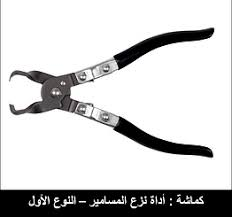 كماشة : أداة نزع المسامير – النوع الأول